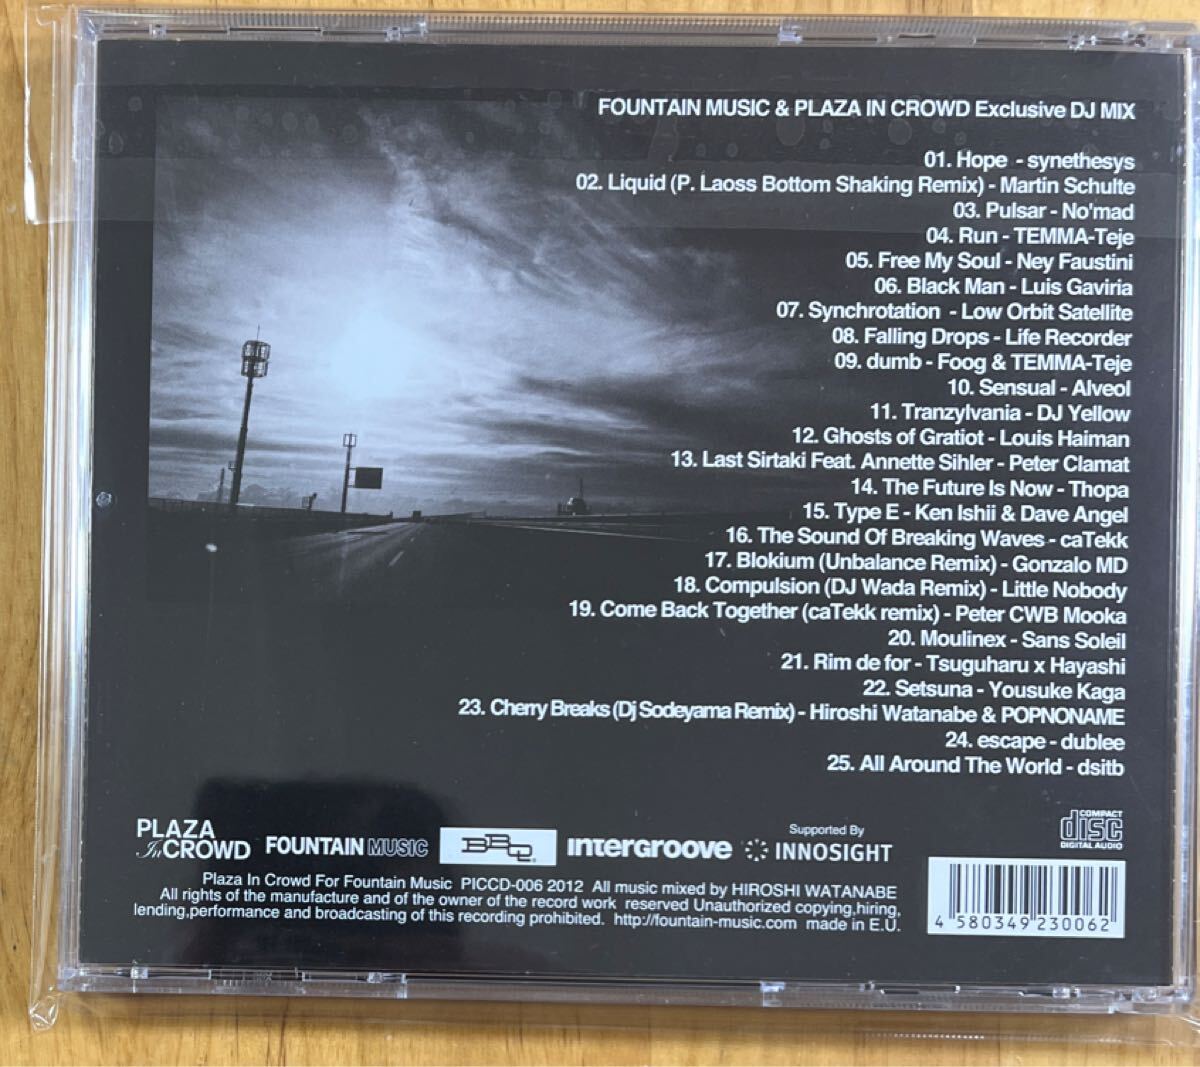 FOUNTAIN MUSIC & PLAZA IN CROWD Exclusive DJ MIX
01. Hope - synethesys
02. Liquid (P. Laoss Bottom Shaking Remix) - Martin Schulte
03. Pulsar - No'mad
04. Run - TEMMA-Teje
05. Free My Soul - Ney Faustini
06. Black Man - Luis Gaviria
07. Synchrotation - Low Orbit Satellite
08. Falling Drops - Life Recorder
09. dumb - Foog & TEMMA-Teje
10. Sensual - Alveol
11. Tranzylvania - DJ Yellow
12. Ghosts of Gratiot - Louis Haiman
13. Last Sirtaki Feat. Annette Sihler - Peter Clamat
14. The Future Is Now - Thopa
15. Type E - Ken Ishii & Dave Angel
16. The Sound Of Breaking Waves - caTekk
17. Blokium (Unbalance Remix) - Gonzalo MD
18. Compulsion (DJ Wada Remix) - Little Nobody
19. Come Back Together (caTekk remix) - Peter CWB Mooka
20. Moulinex - Sans Soleil
21. Rim de for - Tsuguharu x Hayashi
22. Setsuna - Yousuke Kaga
23. Cherry Breaks (Dj Sodeyama Remix) - Hiroshi Watanabe & POPNONAME
24. escape - dublee
25. All Around The World - dsitb
PLAZA
In CROWD
FOUNTAIN MUSIC
BBQ
intergroove
Supported By
INNOSIGHT
COMPACT
disc
DIGITAL AUDIO
Plaza In Crowd For Fountain Music PICCD-006 2012 All music mixed by HIROSHI WATANABE
All rights of the manufacture and of the owner of the record work reserved Unauthorized copying,hiring,
lending,performance and broadcasting of this recording prohibited. http://fountain-music.com made in E.U.
4 580349 230062